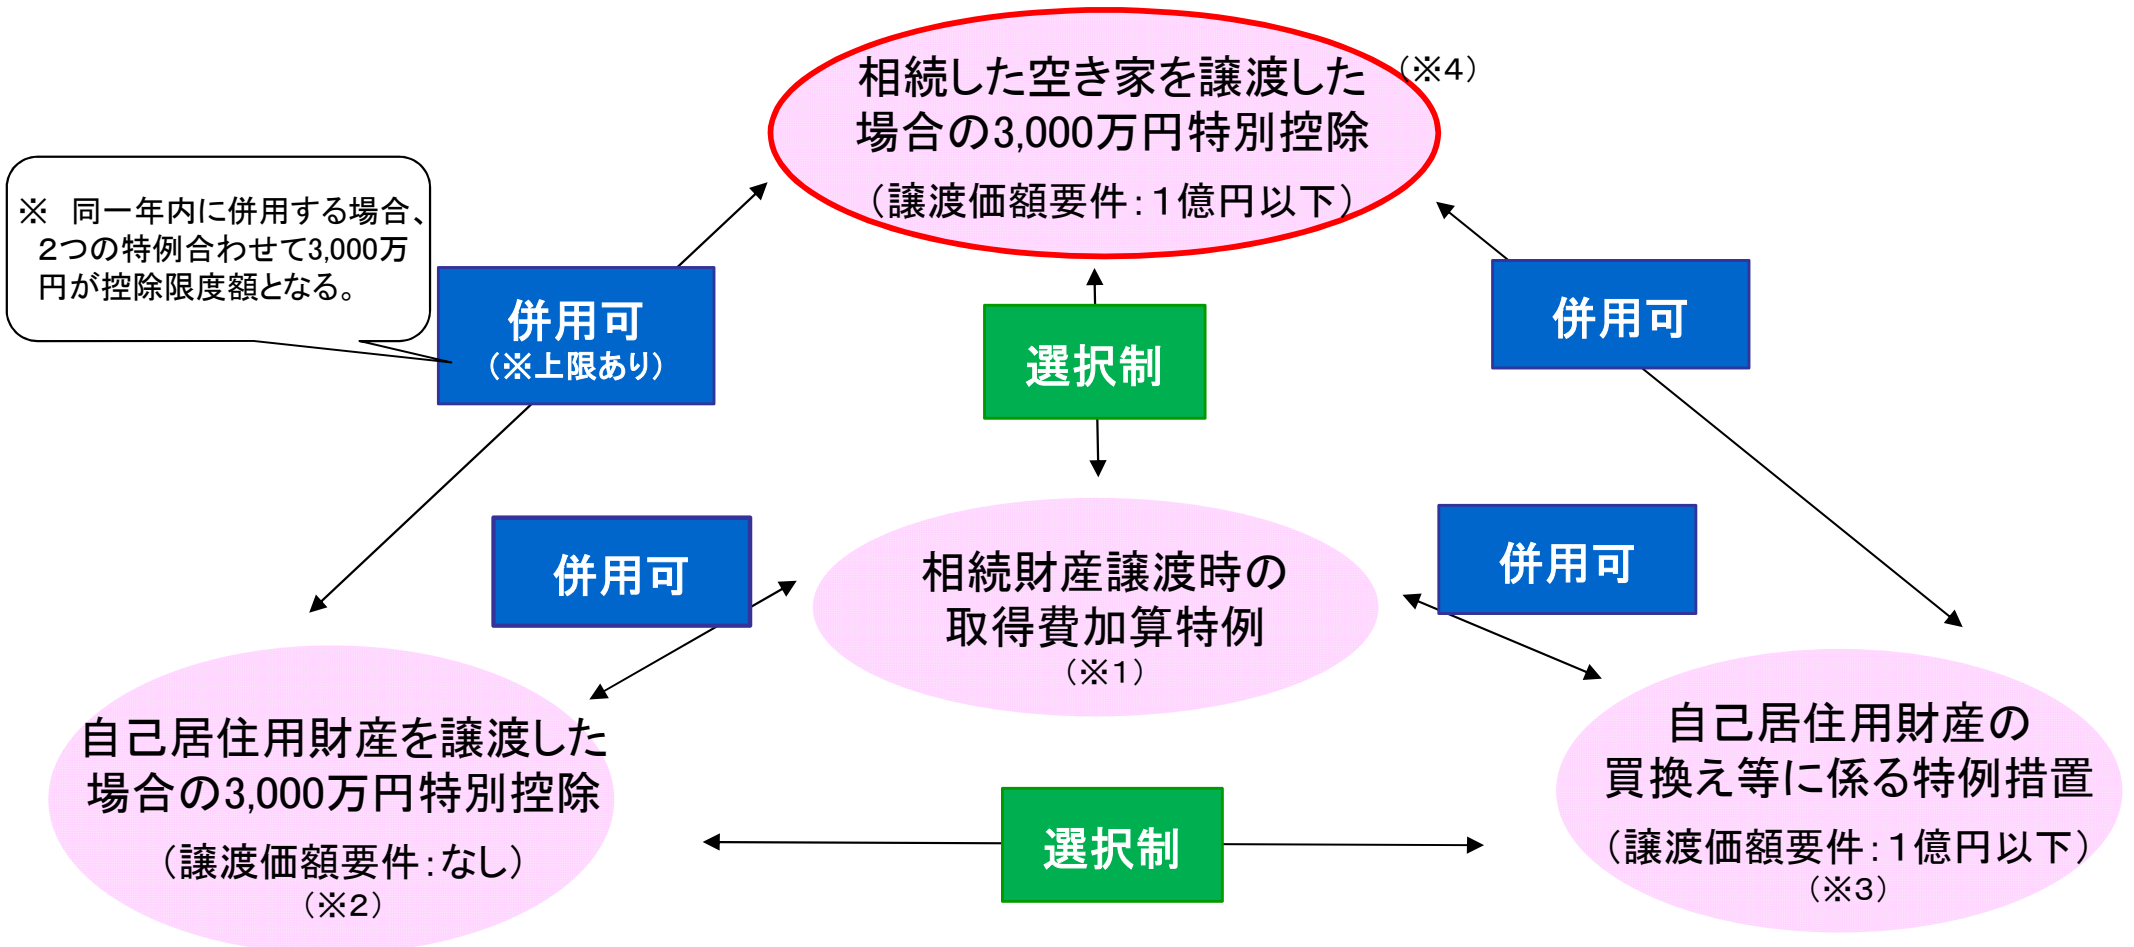 相続した空き家を譲渡した
場合の3,000万円特別控除
（※４）
（譲渡価額要件：１億円以下）
※　同一年内に併用する場合、
２つの特例合わせて3,000万
円が控除限度額となる。
併用可
（※上限あり）
選択制
併用可
併用可
相続財産譲渡時の
取得費加算特例
（※１）
併用可
自己居住用財産を譲渡した
場合の3,000万円特別控除
（譲渡価額要件：なし）
（※２）
選択制
自己居住用財産の
買換え等に係る特例措置
（譲渡価額要件：１億円以下）
（※３）